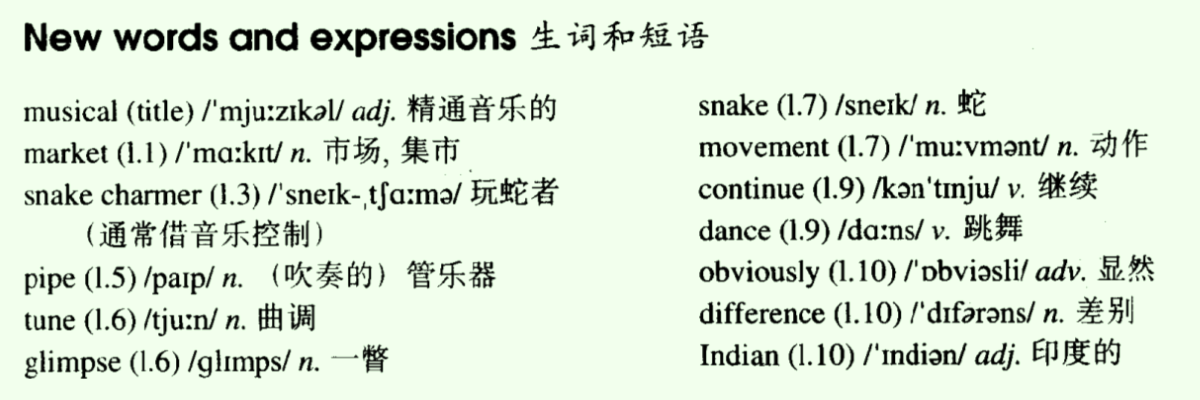 New words and expressions 生词和短语
musical (title) /ˈmjuːzɪkəl/ adj. 精通音乐的
market (l.1) /ˈmɑːkɪt/ n. 市场, 集市
snake charmer (l.3) /ˈsneɪk-ˌtʃɑːmə/ 玩蛇者
（通常借音乐控制）
pipe (l.5) /paɪp/ n. （吹奏的）管乐器
tune (l.6) /tjuːn/ n. 曲调
glimpse (l.6) /glɪmps/ n. 一瞥
snake (l.7) /sneɪk/ n. 蛇
movement (l.7) /ˈmuːvmənt/ n. 动作
continue (l.9) /kənˈtɪnju/ v. 继续
dance (l.9) /dɑːns/ v. 跳舞
obviously (l.10) /ˈɒbviəsli/ adv. 显然
difference (l.10) /ˈdɪfərəns/ n. 差别
Indian (l.10) /ˈɪndiən/ adj. 印度的